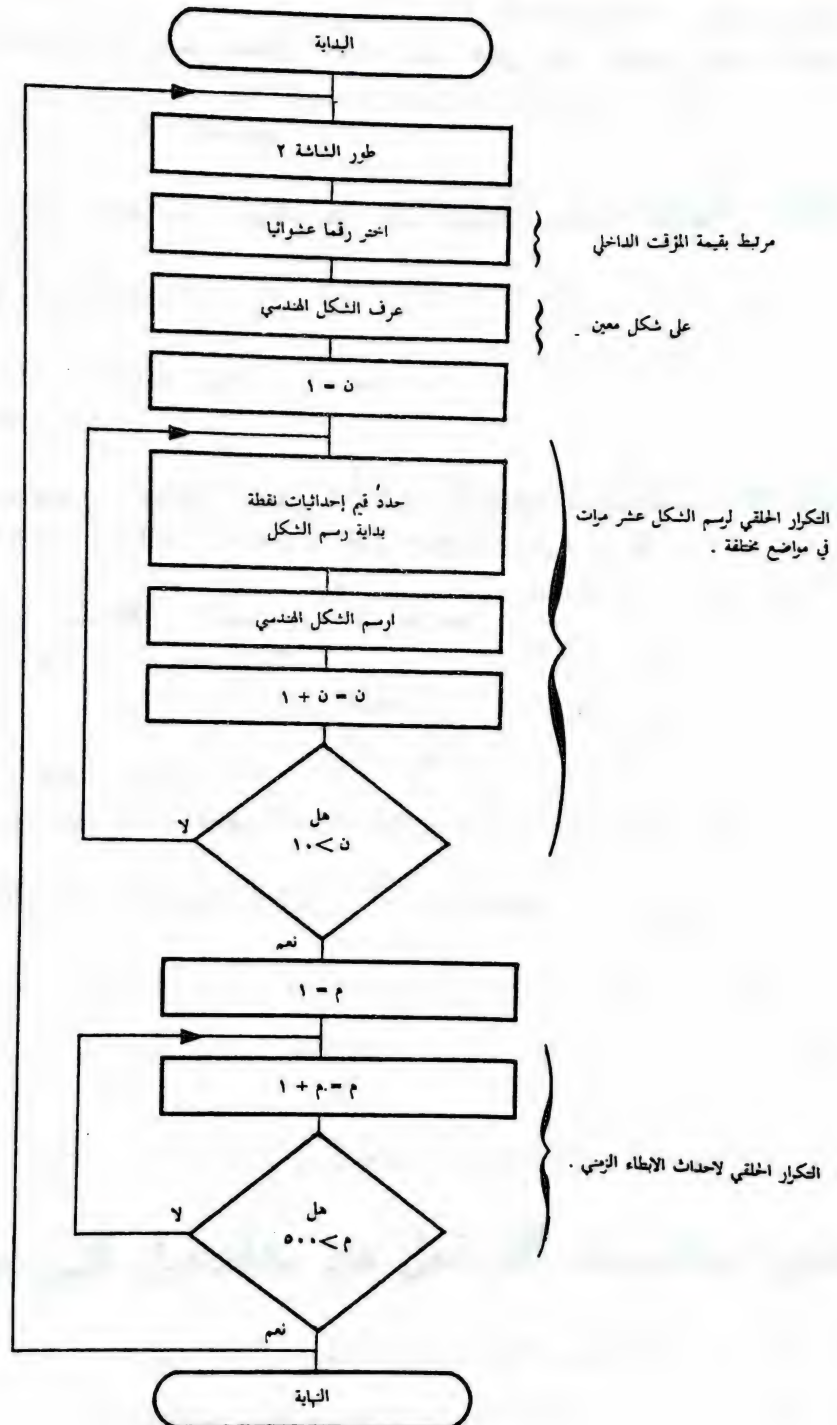 البداية
طور الشاشة ٢
اختر رقما عشوائيا
مرتبط بقيمة المؤقت الداخلي
عرف الشكل الهندسي
على شكل معين .
ن = ١
حددُ قيم إحداثيات نقطة
بداية رسم الشكل
التكرار الحلقي لرسم الشكل عشر مرات
في مواضع مختلفة .
ارسم الشكل الهندسي
ن = ن + ١
هل
ن >١٠
لا
نعم
م = ١
م = م + ١
التكرار الحلقي لاحداث الابطاء الزمني .
هل
م >٥٠٠
لا
نعم
النهاية